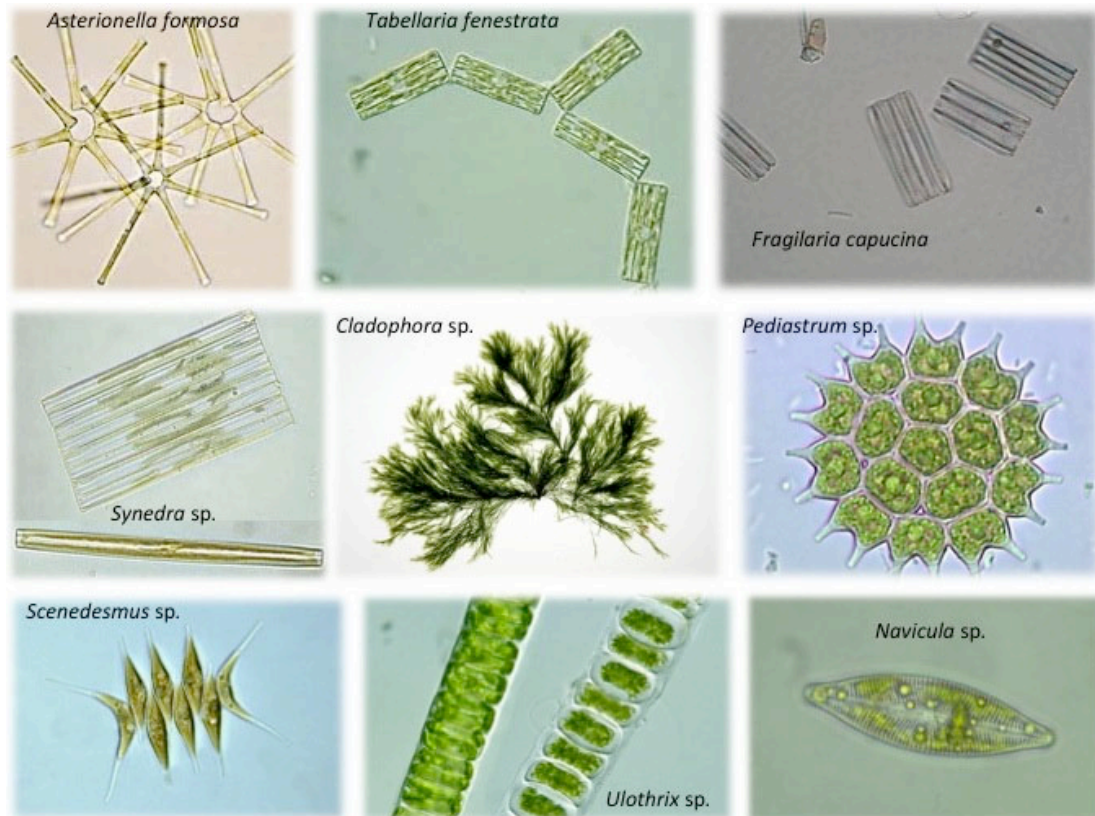 Asterionella formosa
Tabellaria fenestrata
Fragilaria capucina
Synedra sp.
Cladophora sp.
Pediastrum sp.
Scenedesmus sp.
Ulothrix sp.
Navicula sp.